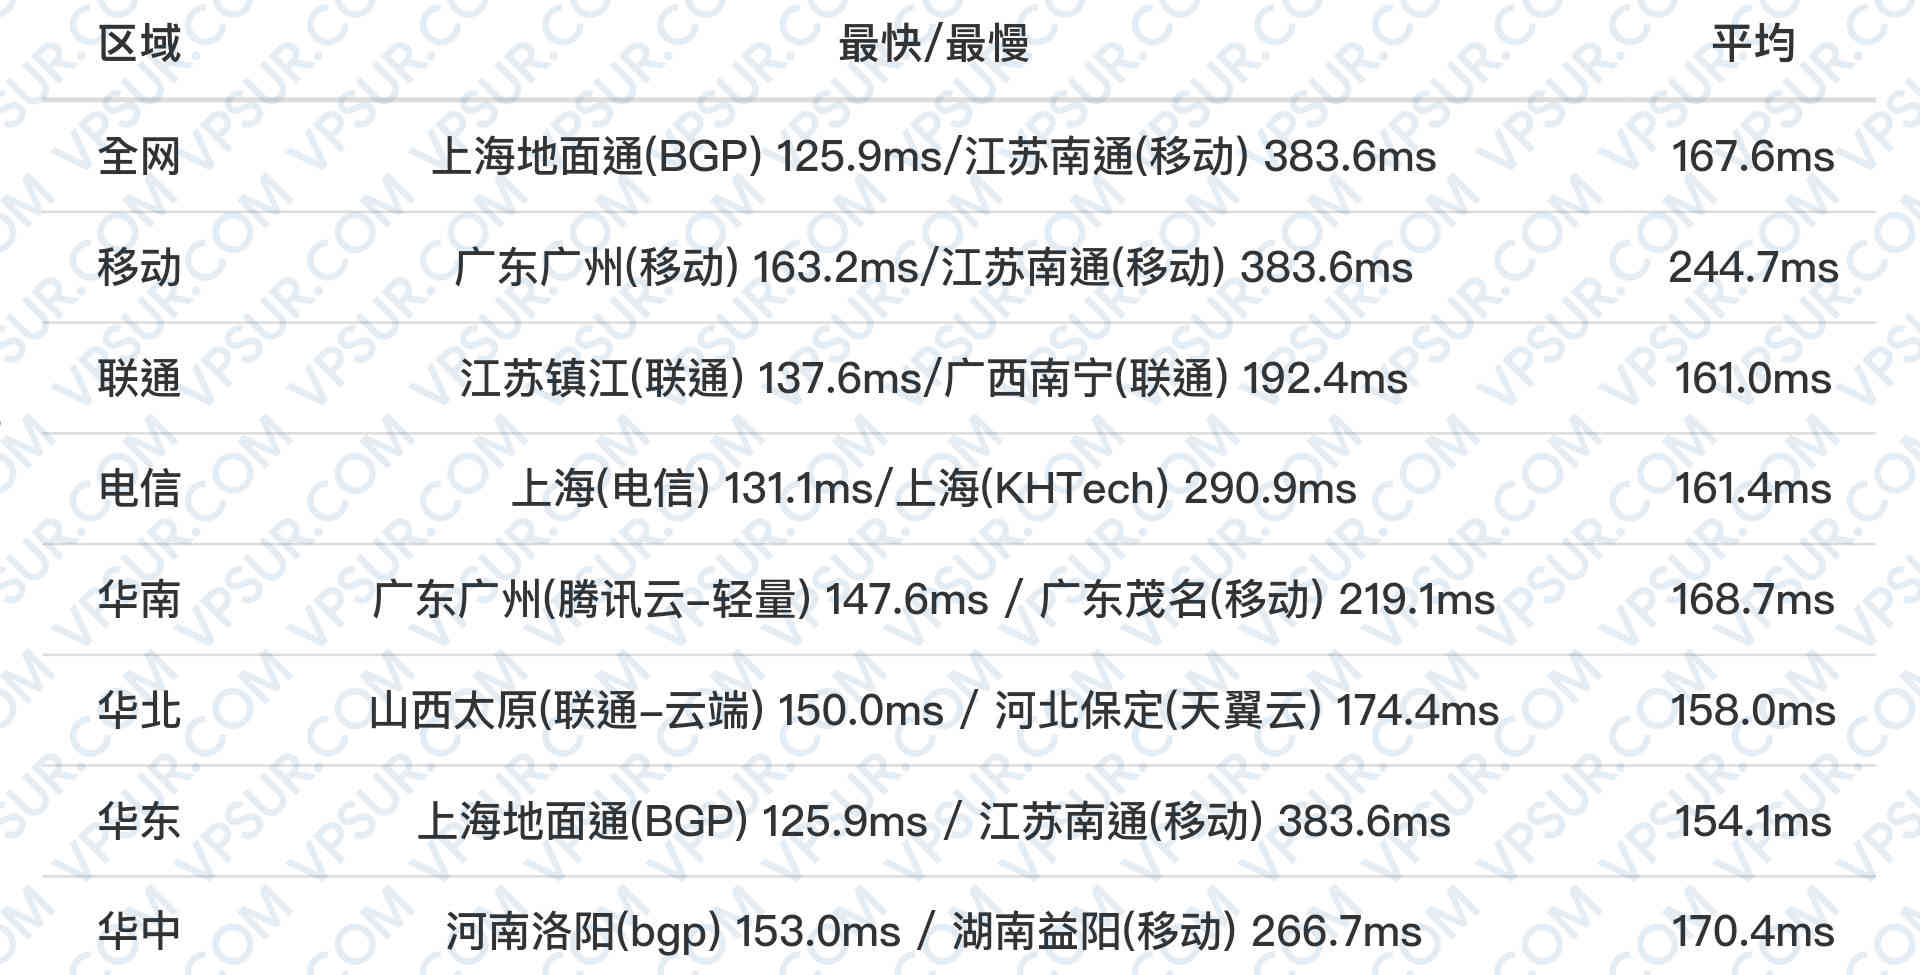 区域 最快/最慢 平均
全网 上海地面通(BGP) 125.9ms/江苏南通(移动) 383.6ms 167.6ms
移动 广东广州(移动) 163.2ms/江苏南通(移动) 383.6ms 244.7ms
联通 江苏镇江(联通) 137.6ms/广西南宁(联通) 192.4ms 161.0ms
电信 上海(电信) 131.1ms/上海(KHTech) 290.9ms 161.4ms
华南 广东广州(腾讯云-轻量) 147.6ms / 广东茂名(移动) 219.1ms 168.7ms
华北 山西太原(联通-云端) 150.0ms / 河北保定(天翼云) 174.4ms 158.0ms
华东 上海地面通(BGP) 125.9ms / 江苏南通(移动) 383.6ms 154.1ms
华中 河南洛阳(bgp) 153.0ms / 湖南益阳(移动) 266.7ms 170.4ms
VPSUR.COM